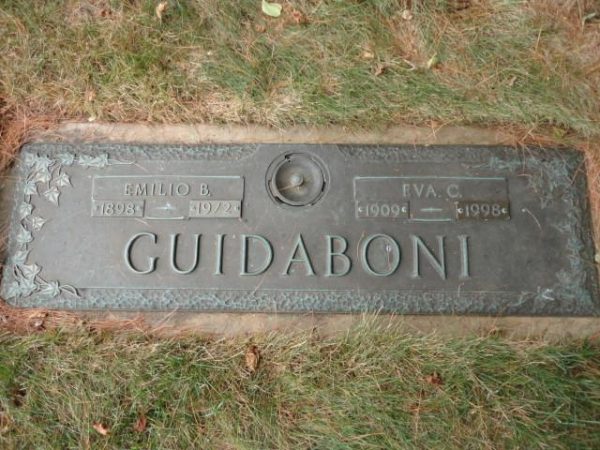 EMILIO B.
1898 1972
EVA C.
1909 1998
GUIDABONI